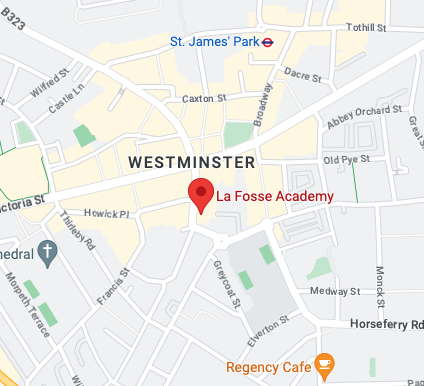 B323
Tothill St
St. James' Park
Wilfred St
Castle Ln
Dacre St
Caxton St
Broadway
Abbey Orchard St
Great S
WESTMINSTER
Old Pye St
ictoria St
La Fosse Academy
Howick Pl
Thirleby Rd
hedral
Greycoat St
Francis St
Morpeth Terrace
Medway St
Monck St
Elverton St
Horseferry Rd
Regency Cafe
Pag